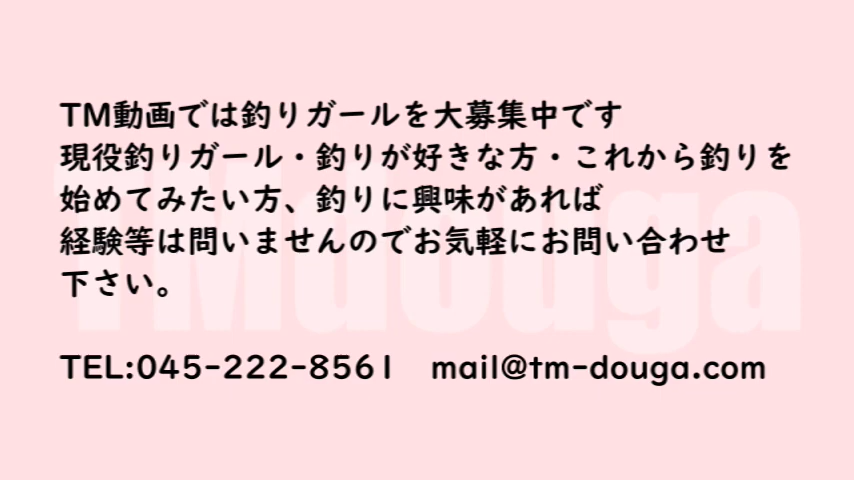 TM動画では釣りガールを大募集中です
現役釣りガール・釣りが好きな方・これから釣りを
始めてみたい方、釣りに興味があれば
経験等は問いませんのでお気軽にお問い合わせ
下さい。
TMdouga
TEL:045-222-8561 mail@tm-douga.com